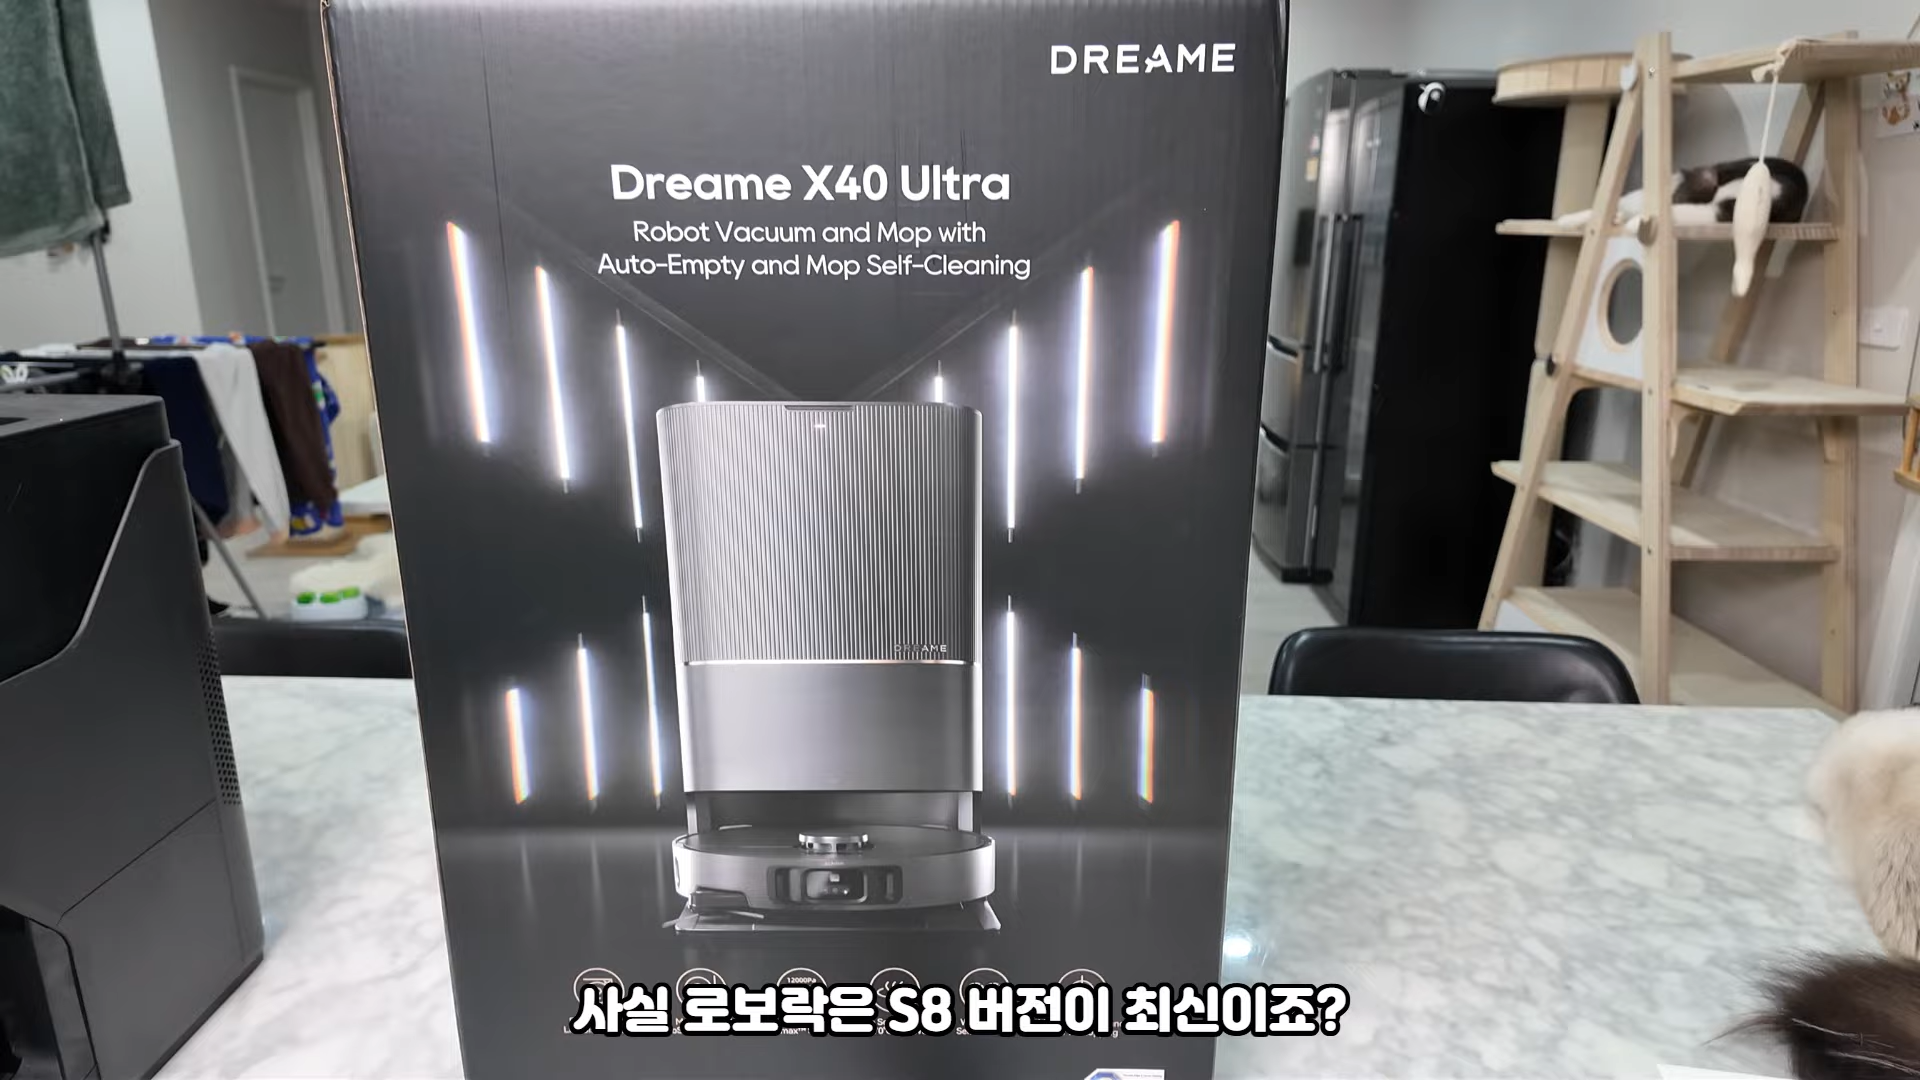 DREAME
Dreame X40 Ultra
Robot Vacuum and Mop with
Auto-Empty and Mop Self-Cleaning
DREAME
12000Pa
사실 로보락은 S8 버전이 최신이죠?